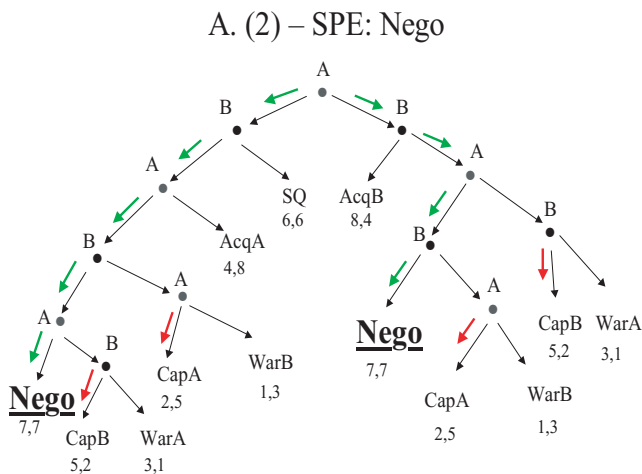 A. (2) – SPE: Nego
A
B
B
A
A
SQ
6,6
AcqB
8,4
B
B
AcqA
4,8
B
A
A
A
B
Nego
7,7
CapB
5,2
WarA
3,1
CapA
2,5
WarB
1,3
Nego
7,7
CapB
5,2
WarA
3,1
CapA
2,5
WarB
1,3